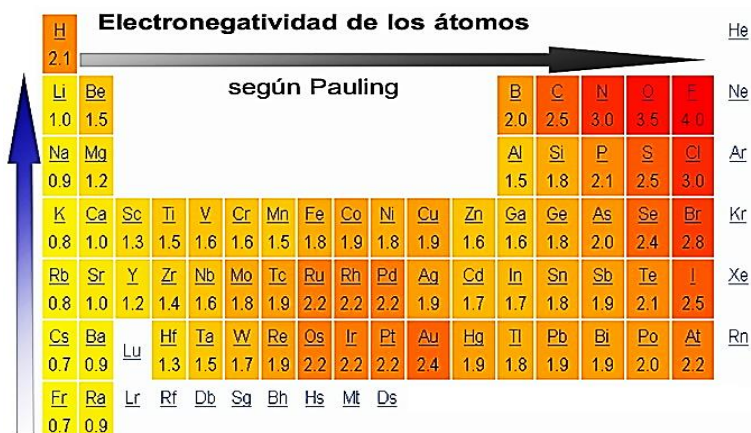 H Electronegatividad de los átomos He
2.1
Li Be según Pauling B C N O F Ne
1.0 1.5 2.0 2.5 3.0 3.5 4.0
Na Mg Al Si P S Cl Ar
0.9 1.2 1.5 1.8 2.1 2.5 3.0
K Ca Sc Ti V Cr Mn Fe Co Ni Cu Zn Ga Ge As Se Br Kr
0.8 1.0 1.3 1.5 1.6 1.6 1.5 1.8 1.9 1.8 1.9 1.6 1.6 1.8 2.0 2.4 2.8
Rb Sr Y Zr Nb Mo Tc Ru Rh Pd Ag Cd In Sn Sb Te I Xe
0.8 1.0 1.2 1.4 1.6 1.8 1.9 2.2 2.2 2.2 1.9 1.7 1.7 1.8 1.9 2.1 2.5
Cs Ba Lu Hf Ta W Re Os Ir Pt Au Hg Tl Pb Bi Po At Rn
0.7 0.9 1.3 1.5 1.7 1.9 2.2 2.2 2.2 2.4 1.9 1.8 1.9 1.9 2.0 2.2
Fr Ra Lr Rf Db Sg Bh Hs Mt Ds
0.7 0.9